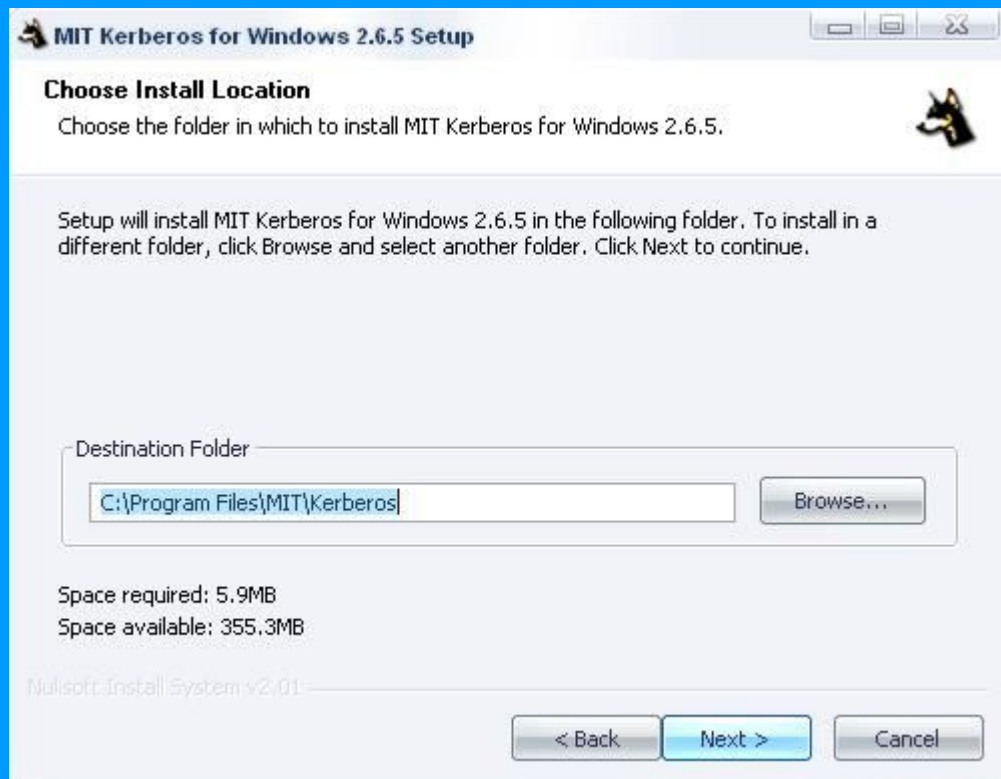 MIT Kerberos for Windows 2.6.5 Setup
Choose Install Location
Choose the folder in which to install MIT Kerberos for Windows 2.6.5.
Setup will install MIT Kerberos for Windows 2.6.5 in the following folder. To install in a
different folder, click Browse and select another folder. Click Next to continue.
Destination Folder
C:\Program Files\MIT\Kerberos
Browse...
Space required: 5.9MB
Space available: 355.3MB
Nullsoft Install System v2.01
< Back
Next >
Cancel